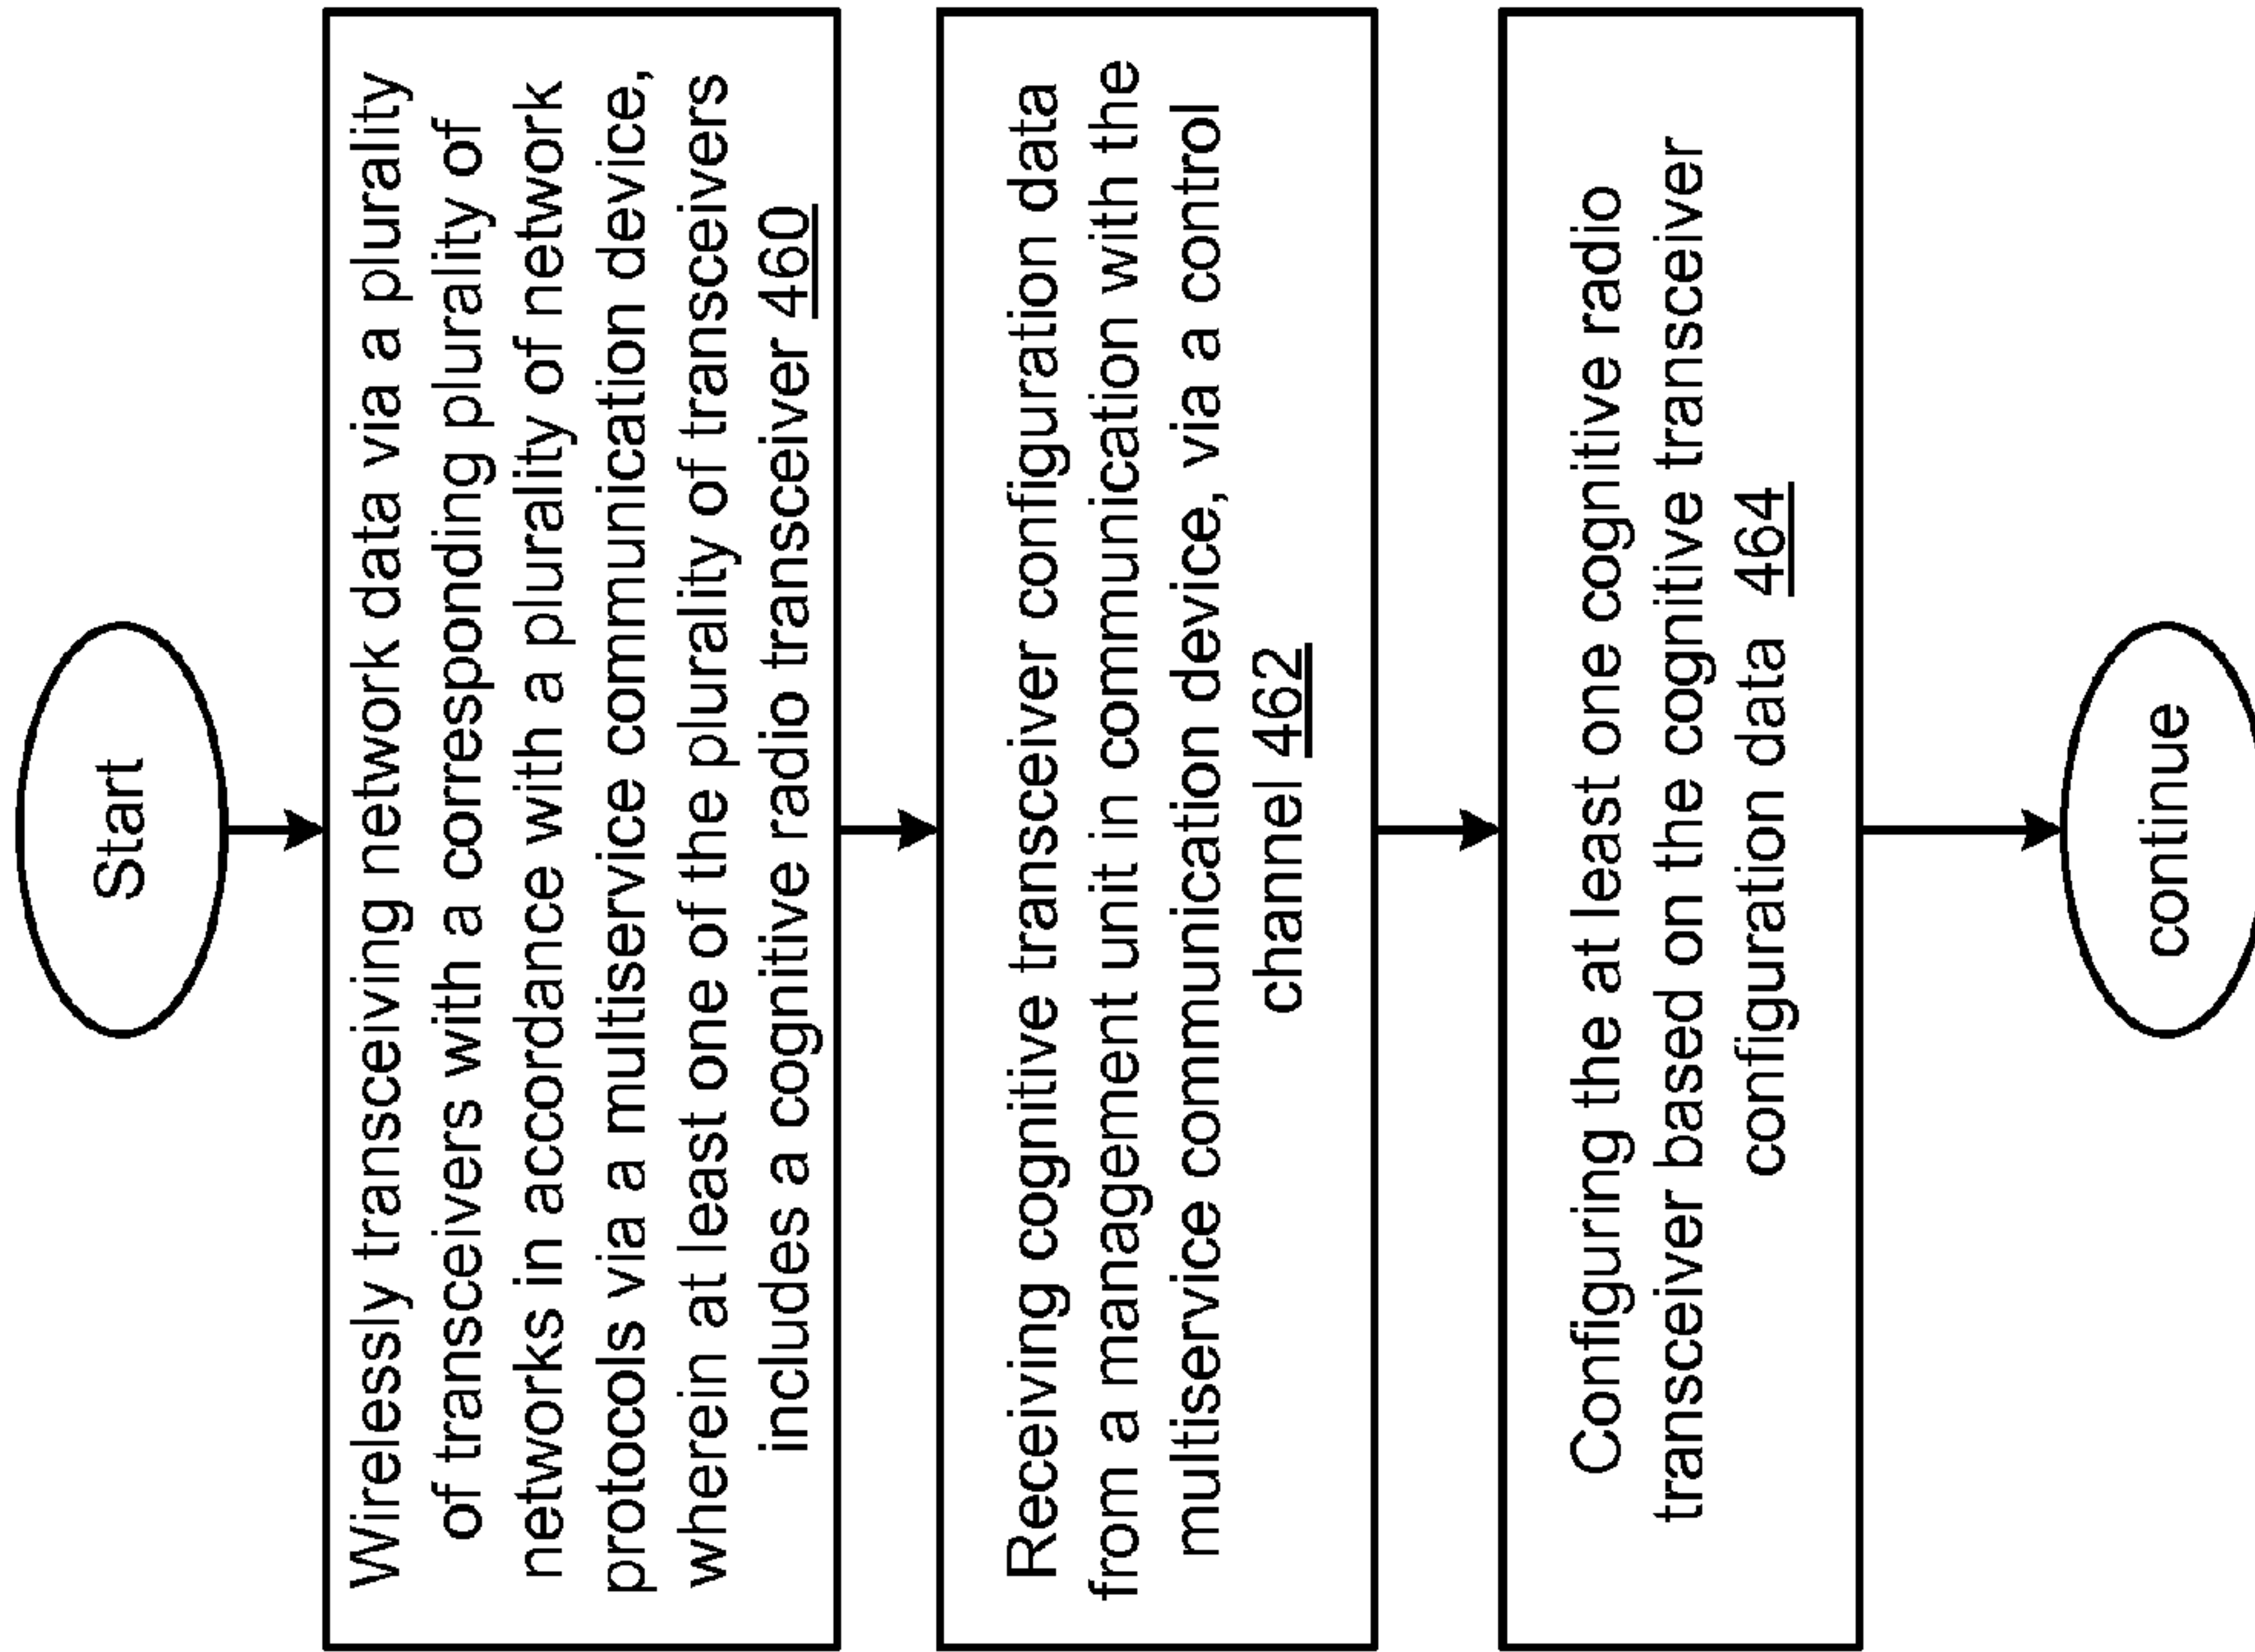 Start
Wirelessly transceiving network data via a plurality
of transceivers with a corresponding plurality of
networks in accordance with a plurality of network
protocols via a multiservice communication device,
wherein at least one of the plurality of transceivers
includes a cognitive radio transceiver 460
Receiving cognitive transceiver configuration data
from a management unit in communication with the
multiservice communication device, via a control
channel 462
Configuring the at least one cognitive radio
transceiver based on the cognitive transceiver
configuration data 464
continue